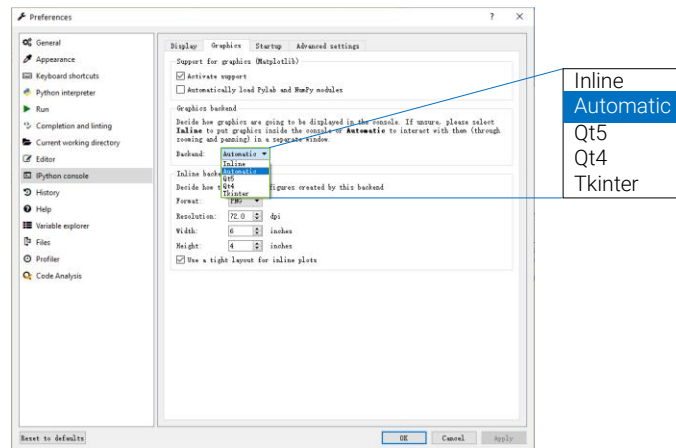 Preferences
?
General
Appearance
Keyboard shortcuts
Python interpreter
Run
Completion and linting
Current working directory
Editor
IPython console
History
Help
Variable explorer
Files
Profiler
Code Analysis
Display Graphics Startup Advanced settings
Support for graphics (Matplotlib)
Activate support
Automatically load Pylab and NumPy modules
Graphics backend
Decide how graphics are going to be displayed in the console. If unsure, please select
Inline to put graphics inside the console or Automatic to interact with them (through
zooming and panning) in a separate window.
Backend: Automatic
Inline
Automatic
Qt5
Qt4
Tkinter
Inline backe
Decide how t figures created by this backend
Format: PNG
Resolution: 72.0 dpi
Width: 6 inches
Height: 4 inches
Use a tight layout for inline plots
Reset to defaults
OK Cancel Apply
Inline
Automatic
Qt5
Qt4
Tkinter